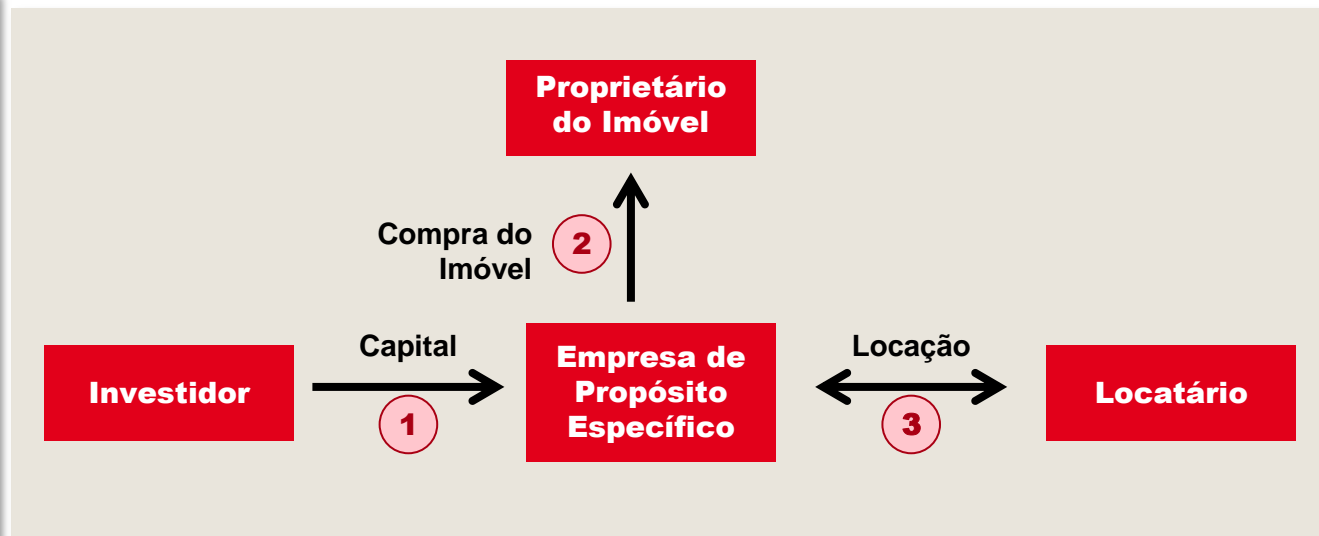 Proprietário
do Imóvel
Compra do
Imóvel
2
Investidor
Capital
1
Empresa de
Propósito
Específico
Locação
3
Locatário